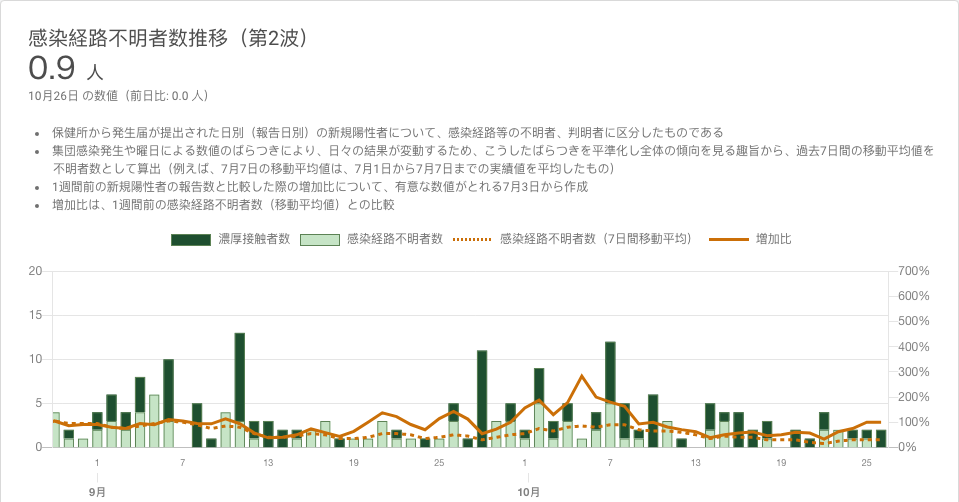 感染経路不明者数推移（第2波）
0.9 人
10月26日 の数値（前日比: 0.0 人）
• 保健所から発生届が提出された日別（報告日別）の新規陽性者について、感染経路等の不明者、判明者に区分したものである
• 集団感染発生や曜日による数値のばらつきにより、日々の結果が変動するため、こうしたばらつきを平準化し全体の傾向を見る趣旨から、過去7日間の移動平均値を
不明者数として算出（例えば、7月7日の移動平均値は、7月1日から7月7日までの実績値を平均したもの）
• 1週間前の新規陽性者の報告数と比較した際の増加比について、有意な数値がとれる7月3日から作成
• 増加比は、1週間前の感染経路不明者数（移動平均値）との比較
濃厚接触者数 感染経路不明者数 感染経路不明者数（7日間移動平均） 増加比
20 700%
600%
15
500%
400%
10
300%
5 200%
100%
0 0%
1 7 13 19 25 1 7 13 19 25
9月 10月